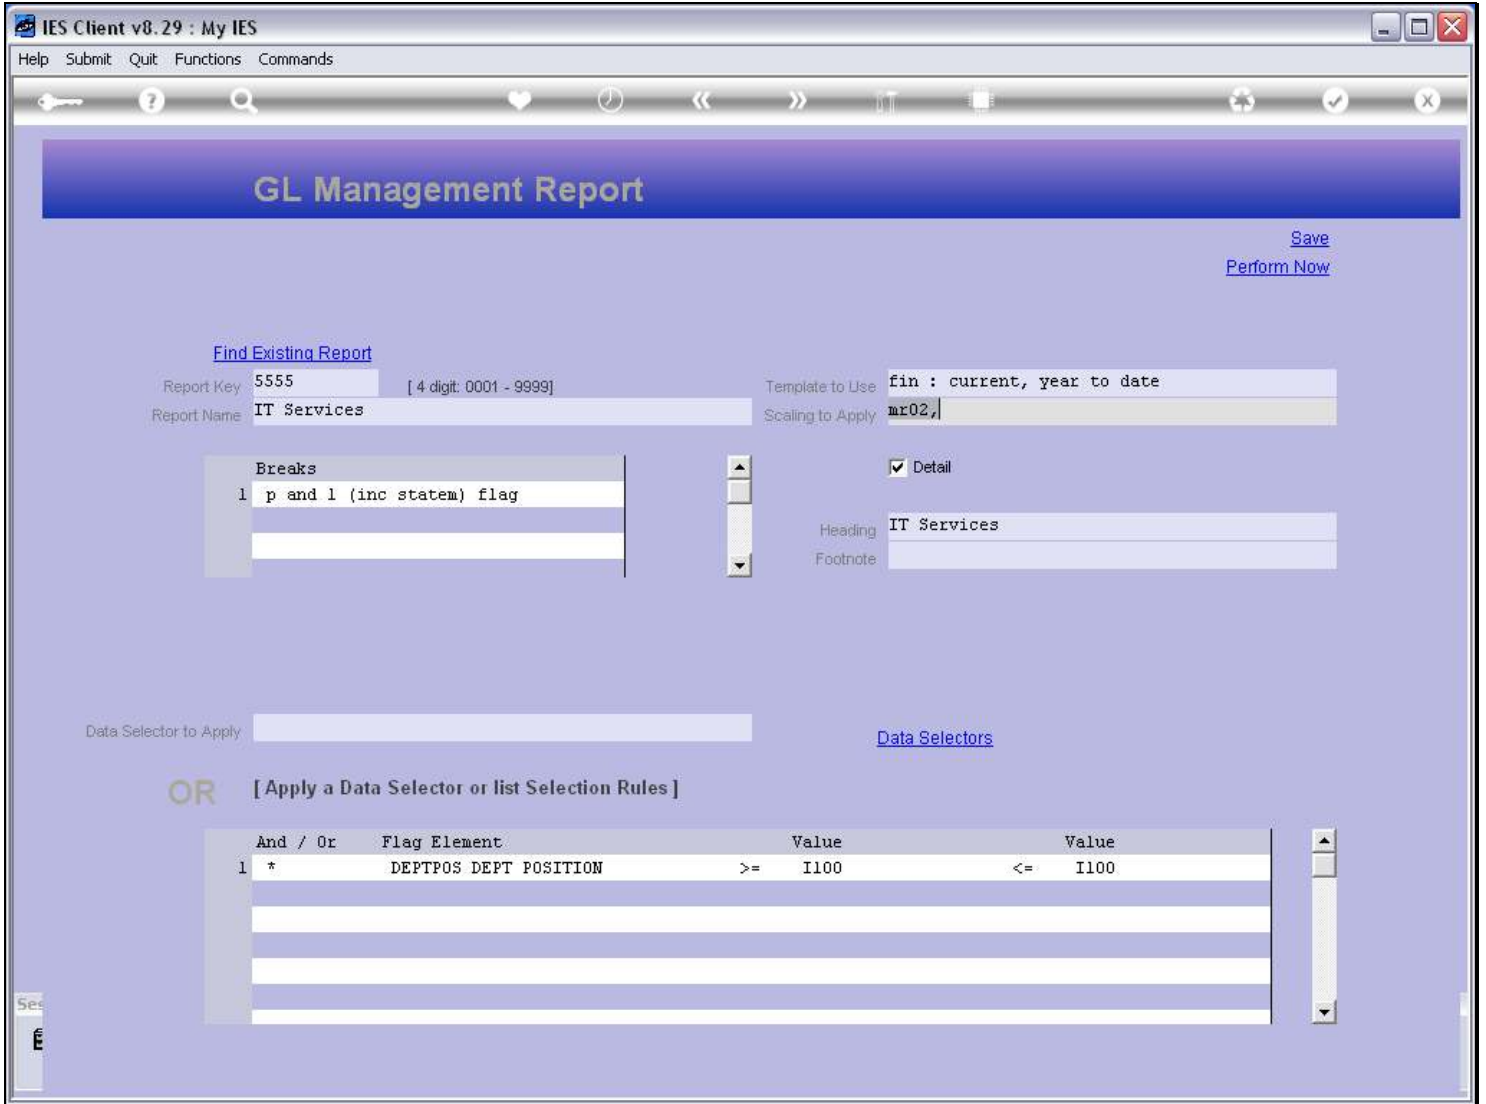 IES Client v8.29 : My IES
Help Submit Quit Functions Commands
GL Management Report
Save
Perform Now
Find Existing Report
Report Key 5555 [ 4 digit: 0001 - 9999]
Template to Use fin : current, year to date
Report Name IT Services
Scaling to Apply mr02,
Breaks
1 p and l (inc statem) flag
Detail
Heading IT Services
Footnote
Data Selector to Apply
Data Selectors
OR [ Apply a Data Selector or list Selection Rules ]
And / Or Flag Element Value Value
1 * DEPTPOS DEPT POSITION >= I100 <= I100
Ses